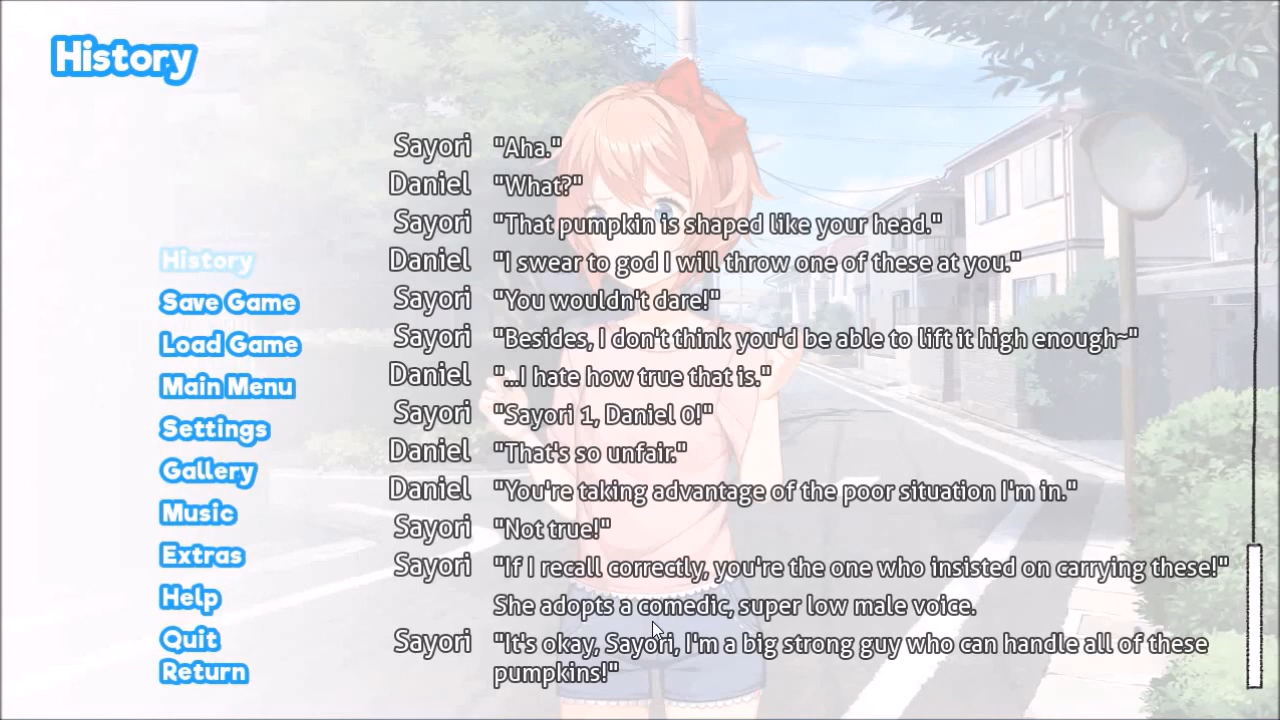 History
Sayori "Aha."
Daniel "What?"
Sayori "That pumpkin is shaped like your head."
History
Daniel "I swear to god I will throw one of these at you."
Save Game
Sayori "You wouldn't dare!"
Load Game
Sayori "Besides, I don't think you'd be able to lift it high enough~"
Main Menu
Daniel "...I hate how true that is."
Settings
Sayori "Sayori 1, Daniel 0!"
Gallery
Daniel "That's so unfair."
Music
Daniel "You're taking advantage of the poor situation I'm in."
Extras
Sayori "Not true!"
Help
Sayori "If I recall correctly, you're the one who insisted on carrying these!"
She adopts a comedic, super low male voice.
Quit
Sayori "It's okay, Sayori, I'm a big strong guy who can handle all of these
Return
pumpkins!"